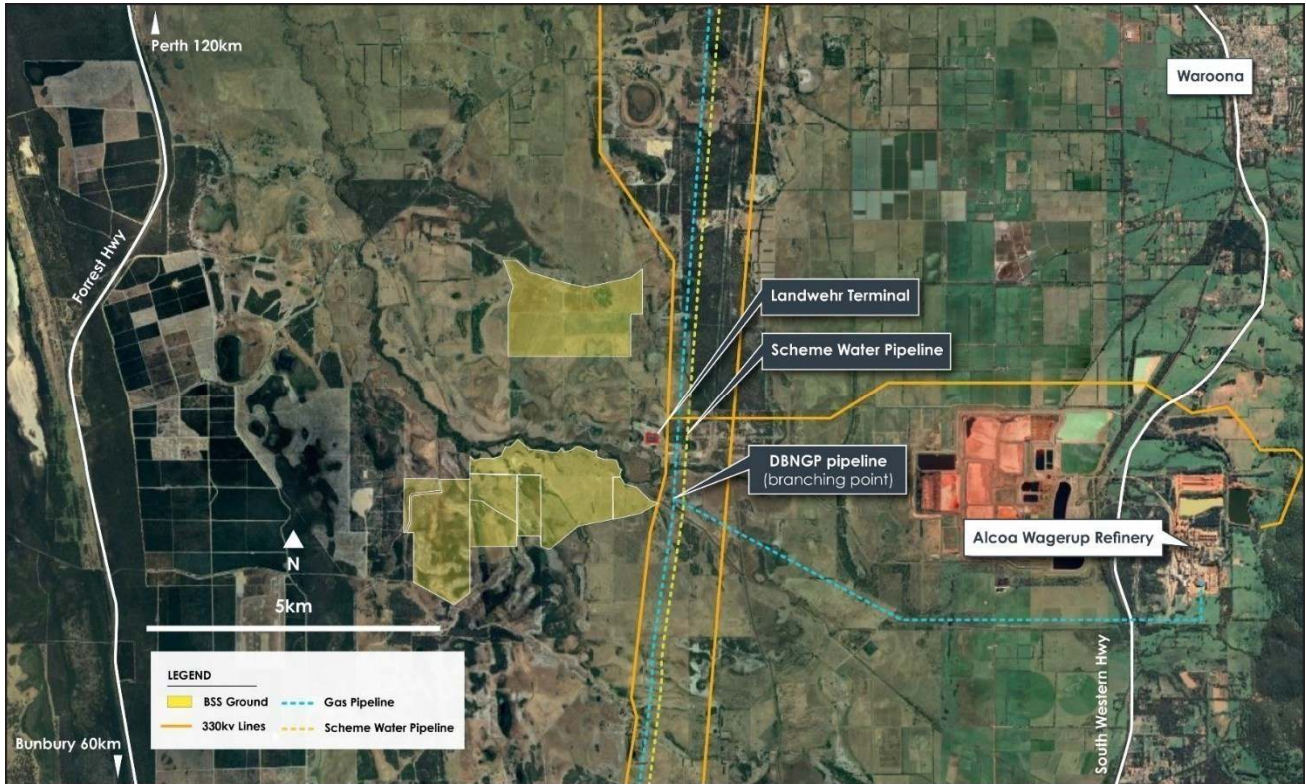 Perth 120km
Waroona
Forrest Hwy
Landwehr Terminal
Scheme Water Pipeline
DBNGP pipeline
(branching point)
Alcoa Wagerup Refinery
N
5km
LEGEND
BSS Ground
Gas Pipeline
330kv Lines
Scheme Water Pipeline
South Western Hwy
Bunbury 60km